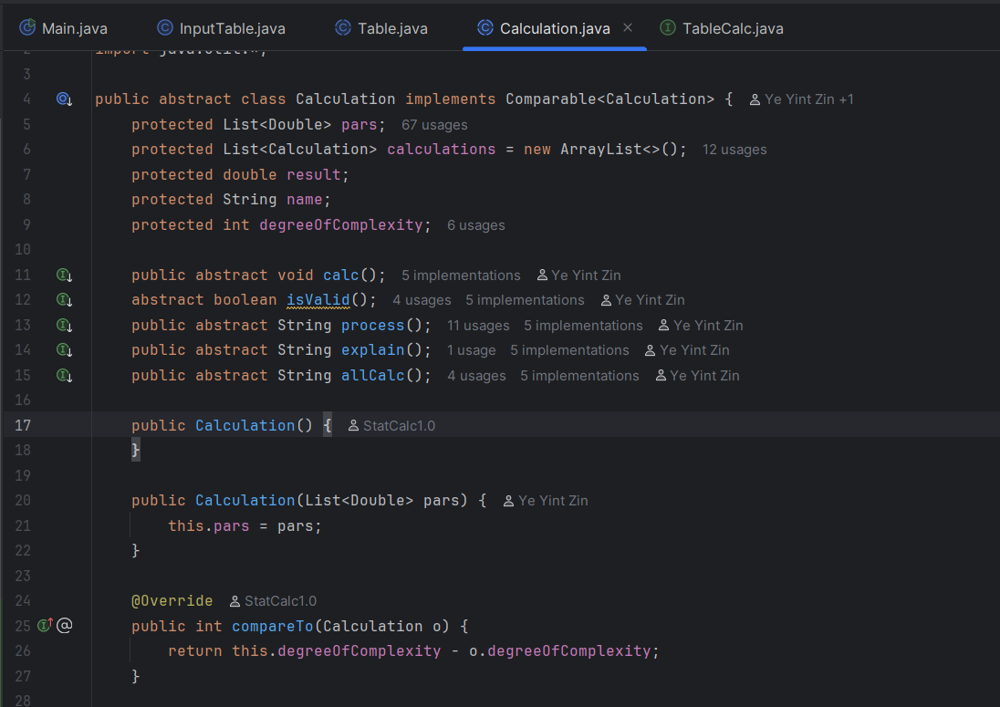 Main.java InputTable.java Table.java Calculation.java TableCalc.java
2 import java.util.*;
3
4 public abstract class Calculation implements Comparable<Calculation> { Ye Yint Zin +1
5 protected List<Double> pars; 67 usages
6 protected List<Calculation> calculations = new ArrayList<>(); 12 usages
7 protected double result;
8 protected String name;
9 protected int degreeOfComplexity; 6 usages
10
11 public abstract void calc(); 5 implementations Ye Yint Zin
12 abstract boolean isValid(); 4 usages 5 implementations Ye Yint Zin
13 public abstract String process(); 11 usages 5 implementations Ye Yint Zin
14 public abstract String explain(); 1 usage 5 implementations Ye Yint Zin
15 public abstract String allCalc(); 4 usages 5 implementations Ye Yint Zin
16
17 public Calculation() { StatCalc1.0
18 }
19
20 public Calculation(List<Double> pars) { Ye Yint Zin
21 this.pars = pars;
22 }
23
24 @Override StatCalc1.0
25 public int compareTo(Calculation o) {
26 return this.degreeOfComplexity - o.degreeOfComplexity;
27 }
28